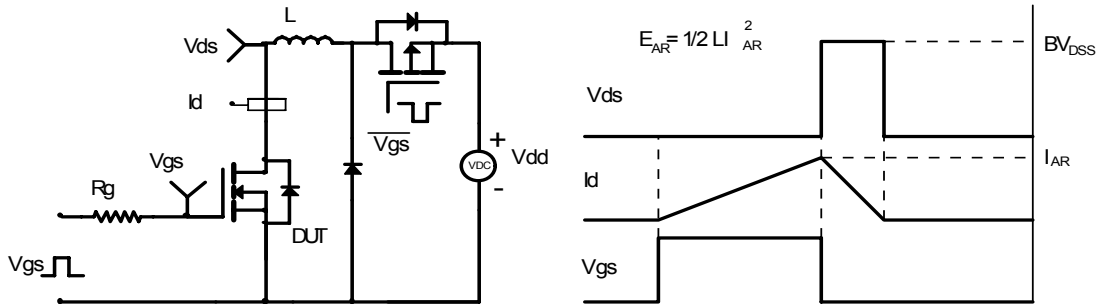 L
Vds
Id
Vgs
Vgs
Rg
DUT
Vgs
+
VDC
-
Vdd
E_AR= 1/2 LI²_AR
BV_DSS
Vds
I_AR
Id
Vgs